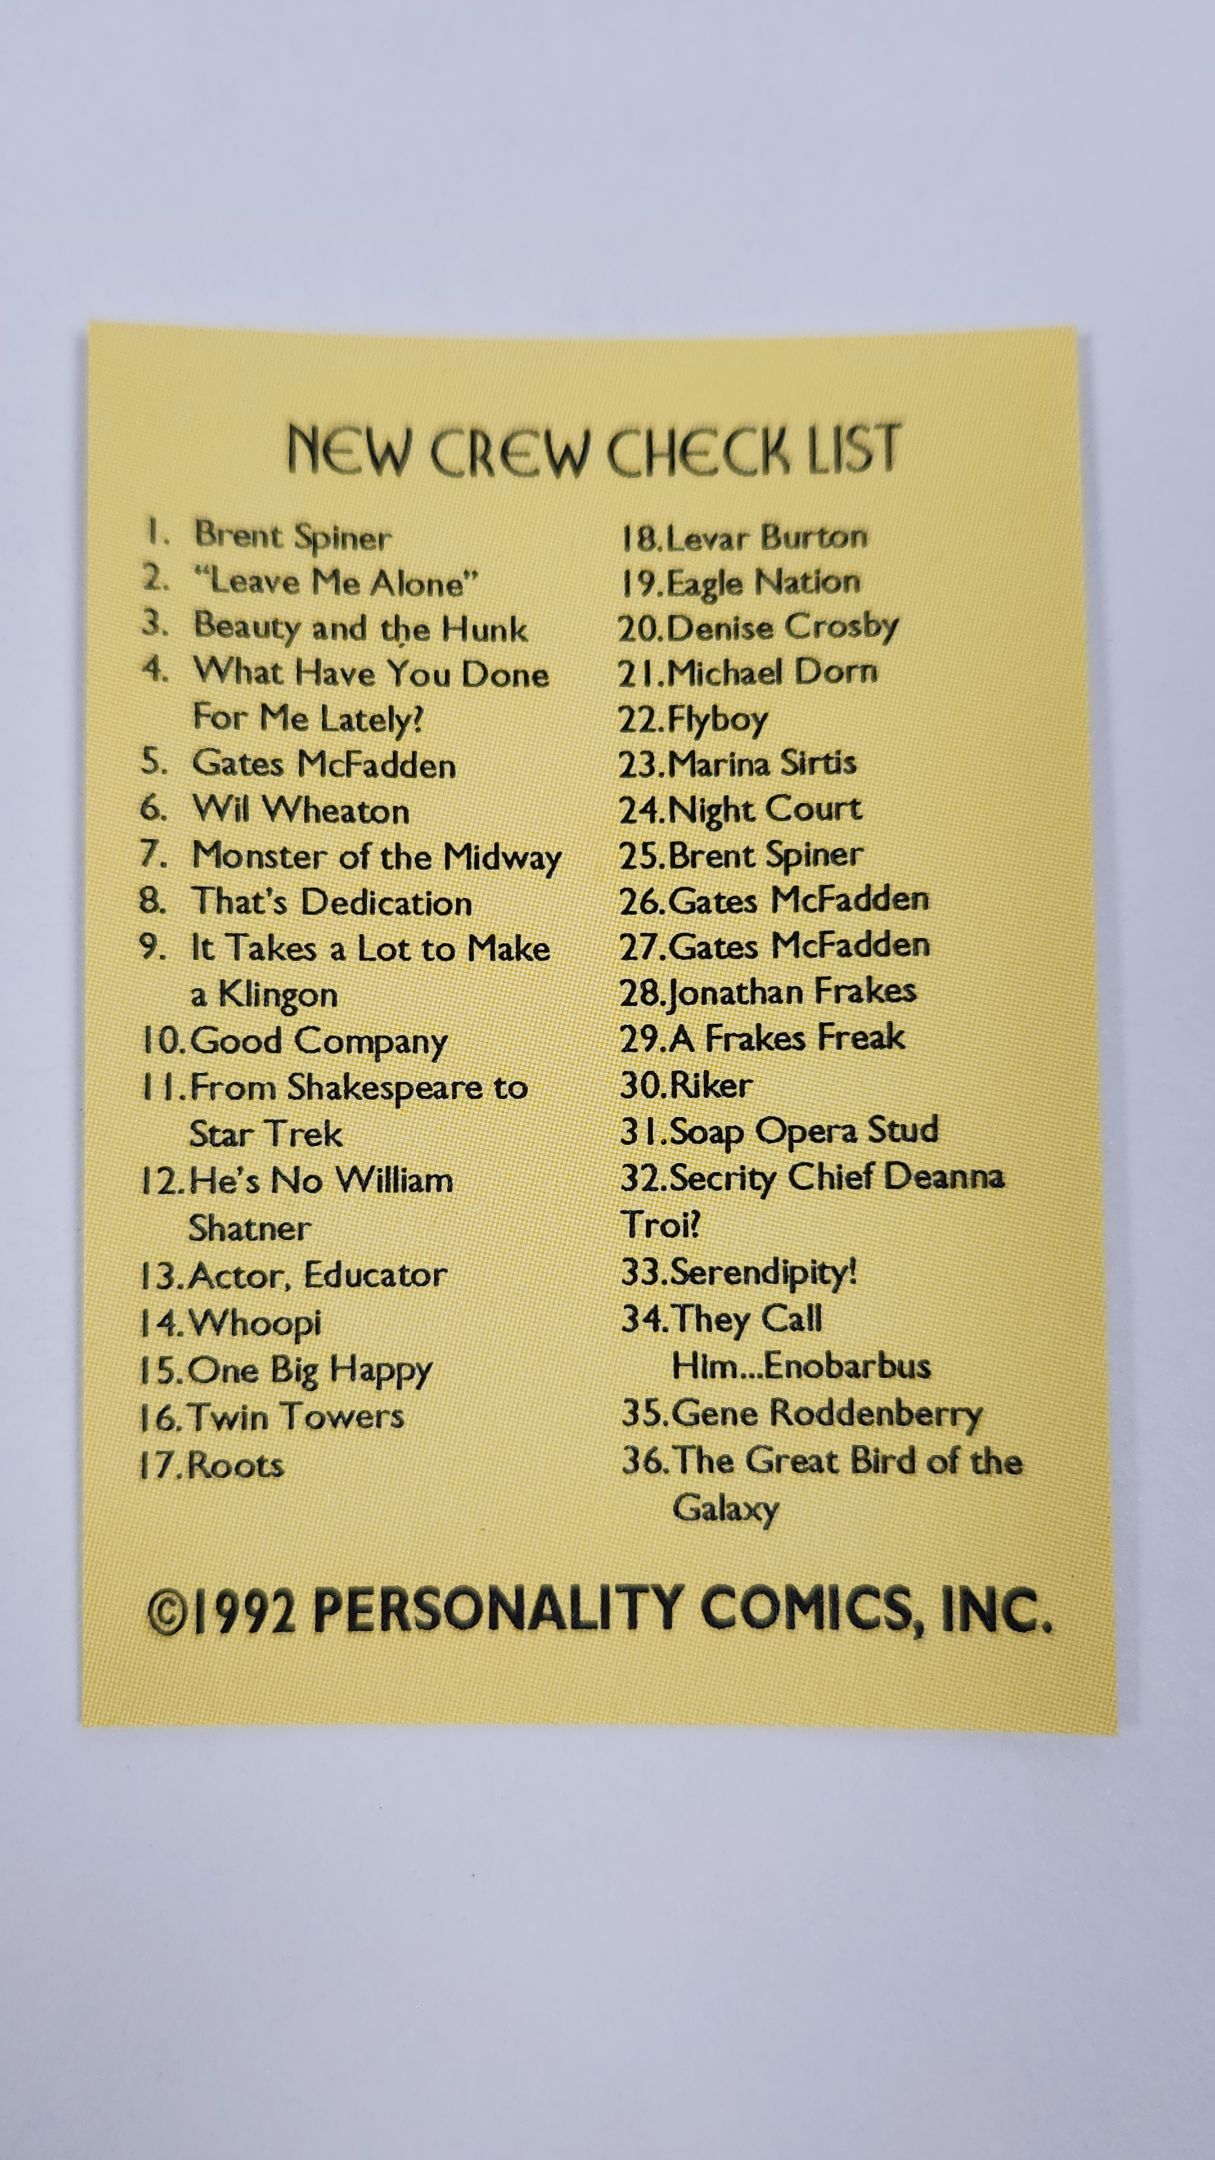 NEW CREW CHECK LIST
1. Brent Spiner
2. “Leave Me Alone”
3. Beauty and the Hunk
4. What Have You Done
For Me Lately?
5. Gates McFadden
6. Wil Wheaton
7. Monster of the Midway
8. That's Dedication
9. It Takes a Lot to Make
a Klingon
10. Good Company
11. From Shakespeare to
Star Trek
12. He's No William
Shatner
13. Actor, Educator
14. Whoopi
15. One Big Happy
16. Twin Towers
17. Roots
18. Levar Burton
19. Eagle Nation
20. Denise Crosby
21. Michael Dorn
22. Flyboy
23. Marina Sirtis
24. Night Court
25. Brent Spiner
26. Gates McFadden
27. Gates McFadden
28. Jonathan Frakes
29. A Frakes Freak
30. Riker
31. Soap Opera Stud
32. Secrity Chief Deanna
Troi?
33. Serendipity!
34. They Call
Him...Enobarbus
35. Gene Roddenberry
36. The Great Bird of the
Galaxy
©1992 PERSONALITY COMICS, INC.